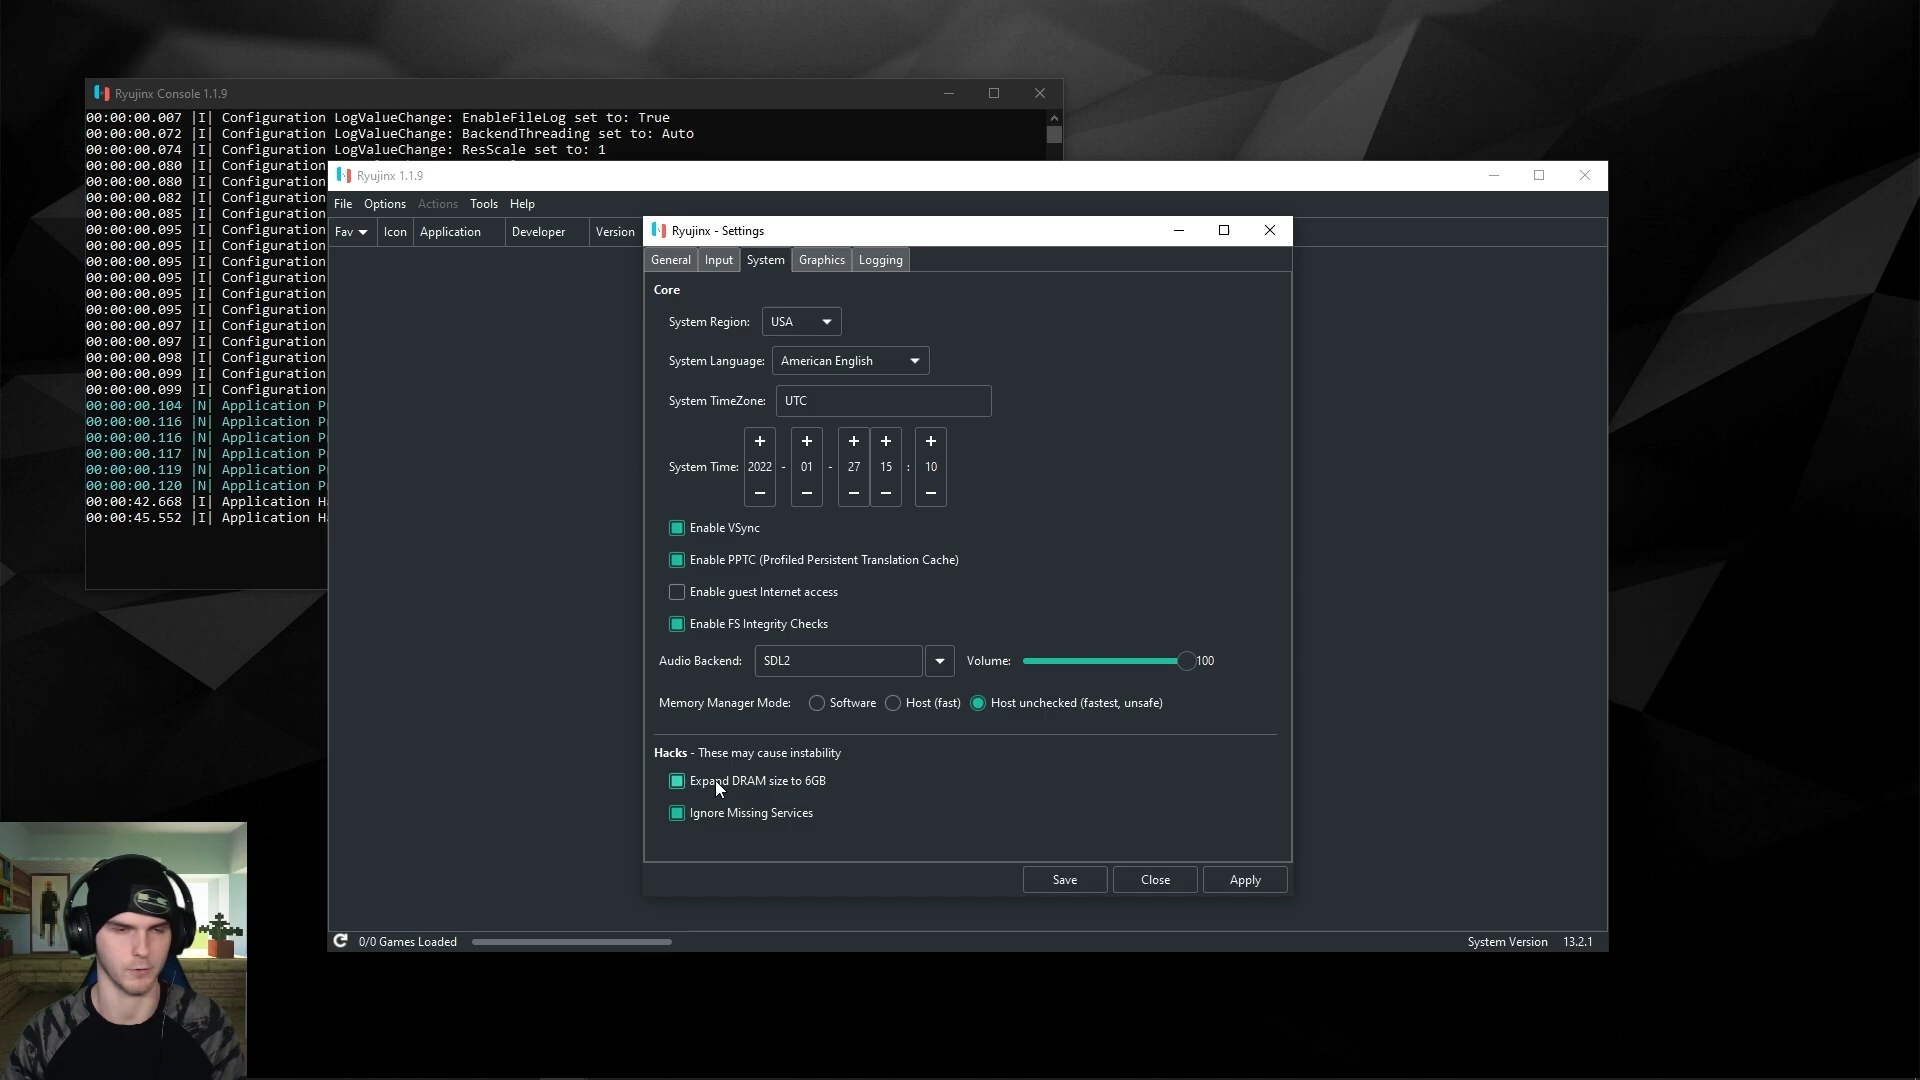 Ryujinx Console 1.1.9
00:00:00.007 |I| Configuration LogValueChange: EnableFileLog set to: True
00:00:00.072 |I| Configuration LogValueChange: BackendThreading set to: Auto
00:00:00.074 |I| Configuration LogValueChange: ResScale set to: 1
00:00:00.080 |I| Configuration
00:00:00.080 |I| Configuration
00:00:00.082 |I| Configuration
00:00:00.085 |I| Configuration
00:00:00.095 |I| Configuration
00:00:00.095 |I| Configuration
00:00:00.095 |I| Configuration
00:00:00.095 |I| Configuration
00:00:00.095 |I| Configuration
00:00:00.095 |I| Configuration
00:00:00.097 |I| Configuration
00:00:00.097 |I| Configuration
00:00:00.098 |I| Configuration
00:00:00.099 |I| Configuration
00:00:00.099 |I| Configuration
00:00:00.104 |N| Application P
00:00:00.116 |N| Application P
00:00:00.116 |N| Application P
00:00:00.117 |N| Application P
00:00:00.119 |N| Application P
00:00:00.120 |N| Application P
00:00:42.668 |I| Application H
00:00:45.552 |I| Application H
Ryujinx 1.1.9
File Options Actions Tools Help
Fav Icon Application Developer Version
Ryujinx - Settings
General Input System Graphics Logging
Core
System Region: USA
System Language: American English
System TimeZone: UTC
+ + + + +
System Time: 2022 - 01 - 27 15 : 10
− − − − −
Enable VSync
Enable PPTC (Profiled Persistent Translation Cache)
Enable guest Internet access
Enable FS Integrity Checks
Audio Backend: SDL2 Volume: 100
Memory Manager Mode: Software Host (fast) Host unchecked (fastest, unsafe)
Hacks - These may cause instability
Expand DRAM size to 6GB
Ignore Missing Services
Save Close Apply
0/0 Games Loaded
System Version 13.2.1